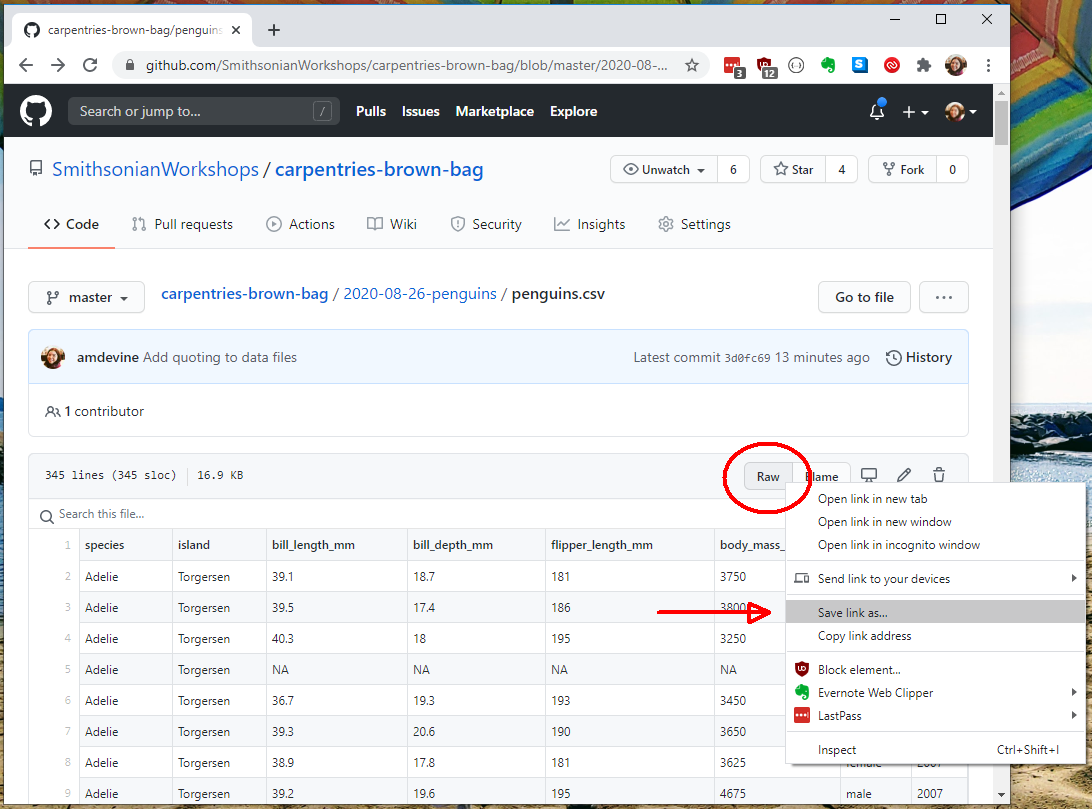 carpentries-brown-bag/penguins
github.com/SmithsonianWorkshops/carpentries-brown-bag/blob/master/2020-08-...
3
12
Search or jump to...
/
Pulls
Issues
Marketplace
Explore
SmithsonianWorkshops / carpentries-brown-bag
Unwatch
6
Star
4
Fork
0
Code
Pull requests
Actions
Wiki
Security
Insights
Settings
master
carpentries-brown-bag / 2020-08-26-penguins / penguins.csv
Go to file
...
amdevine Add quoting to data files
Latest commit 3d0fc69 13 minutes ago
History
1 contributor
345 lines (345 sloc)
16.9 KB
Raw
Blame
Search this file...
1 species island bill_length_mm bill_depth_mm flipper_length_mm body_mass_
2 Adelie Torgersen 39.1 18.7 181 3750
3 Adelie Torgersen 39.5 17.4 186 3800
4 Adelie Torgersen 40.3 18 195 3250
5 Adelie Torgersen NA NA NA NA
6 Adelie Torgersen 36.7 19.3 193 3450
7 Adelie Torgersen 39.3 20.6 190 3650
8 Adelie Torgersen 38.9 17.8 181 3625 female 2007
9 Adelie Torgersen 39.2 19.6 195 4675 male 2007
Open link in new tab
Open link in new window
Open link in incognito window
Send link to your devices
Save link as...
Copy link address
Block element...
Evernote Web Clipper
LastPass
Inspect Ctrl+Shift+I